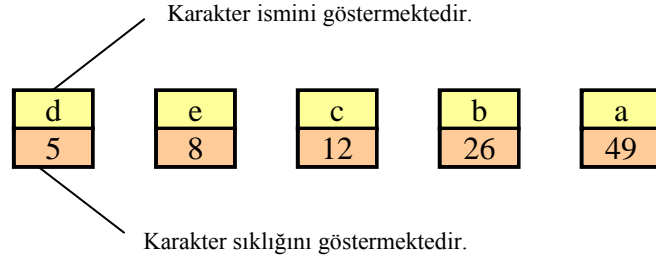 Karakter ismini göstermektedir.
d e c b a
5 8 12 26 49
Karakter sıklığını göstermektedir.